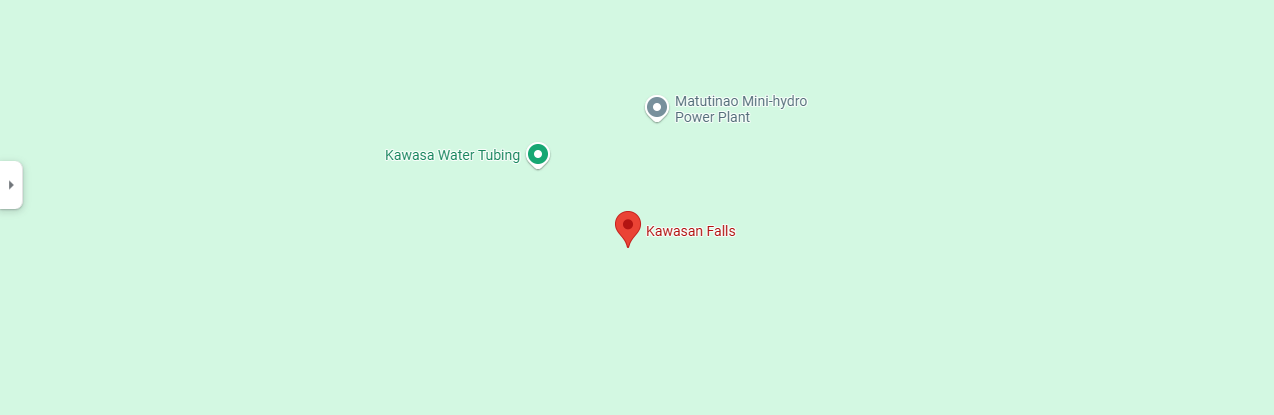 Matutinao Mini-hydro
Power Plant
Kawasa Water Tubing
Kawasan Falls